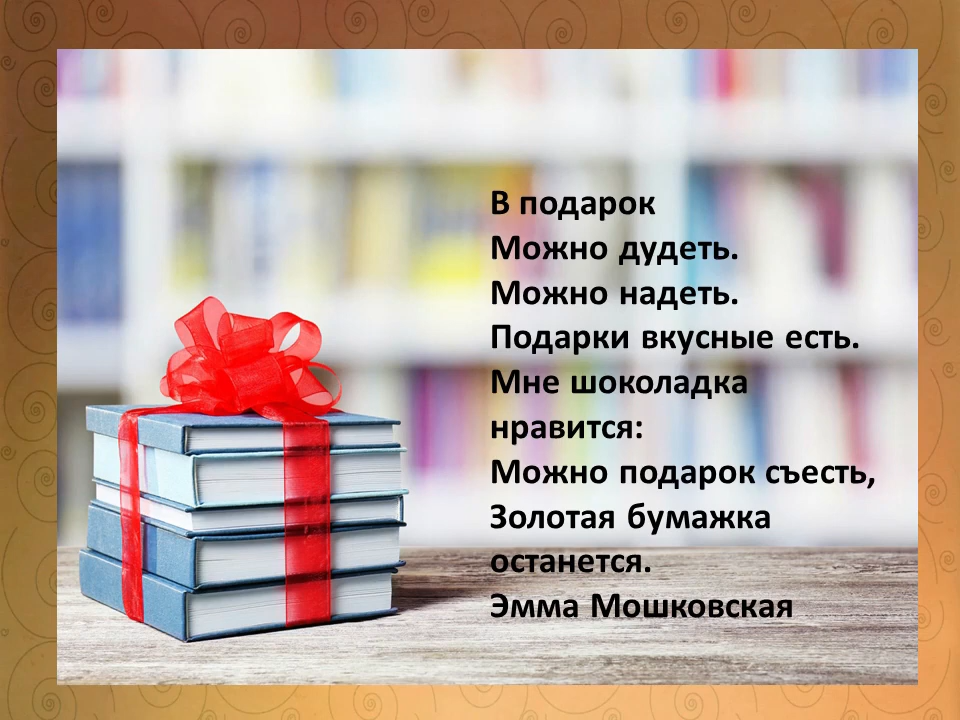 В подарок
Можно дудеть.
Можно надеть.
Подарки вкусные есть.
Мне шоколадка
нравится:
Можно подарок съесть,
Золотая бумажка
останется.
Эмма Мошковская